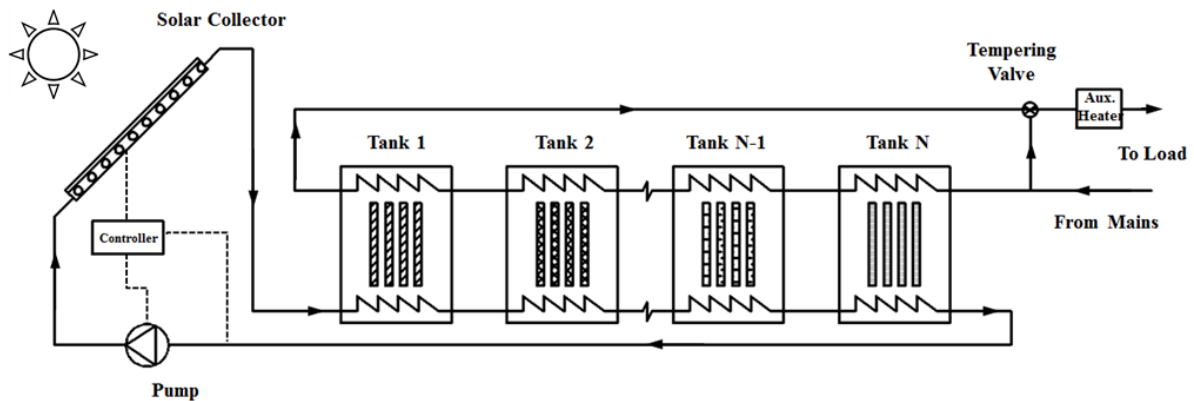 Solar Collector
Tempering
Valve
Aux.
Heater
Tank 1
Tank 2
Tank N-1
Tank N
To Load
From Mains
Controller
Pump